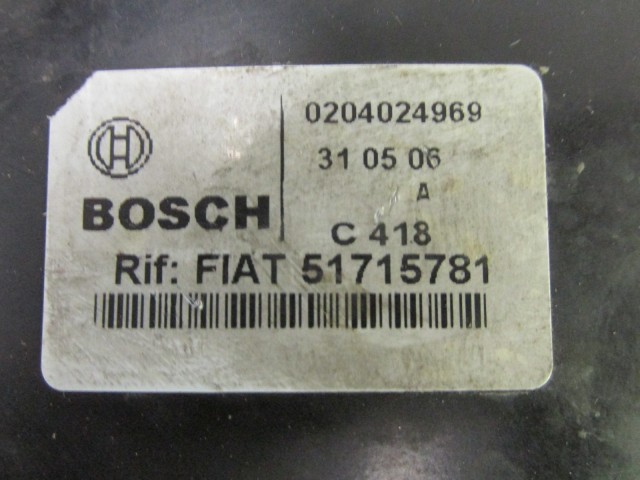 0204024969
31 05 06
A
BOSCH
C 418
Rif: FIAT 51715781